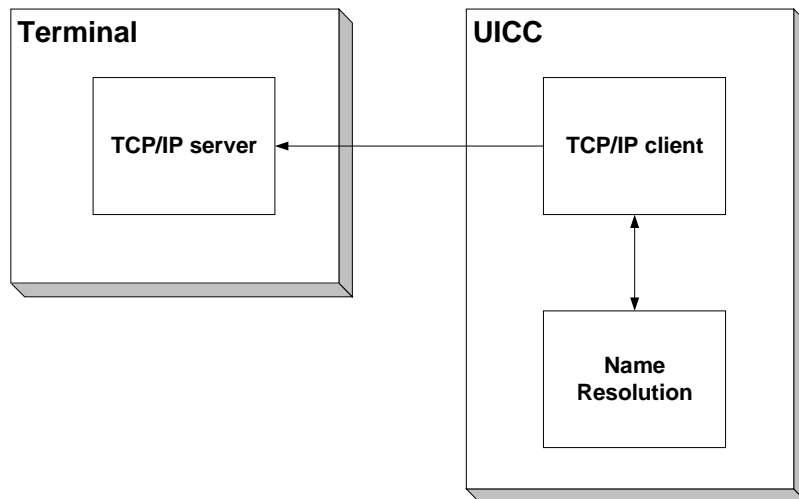 Terminal
TCP/IP server
UICC
TCP/IP client
Name
Resolution